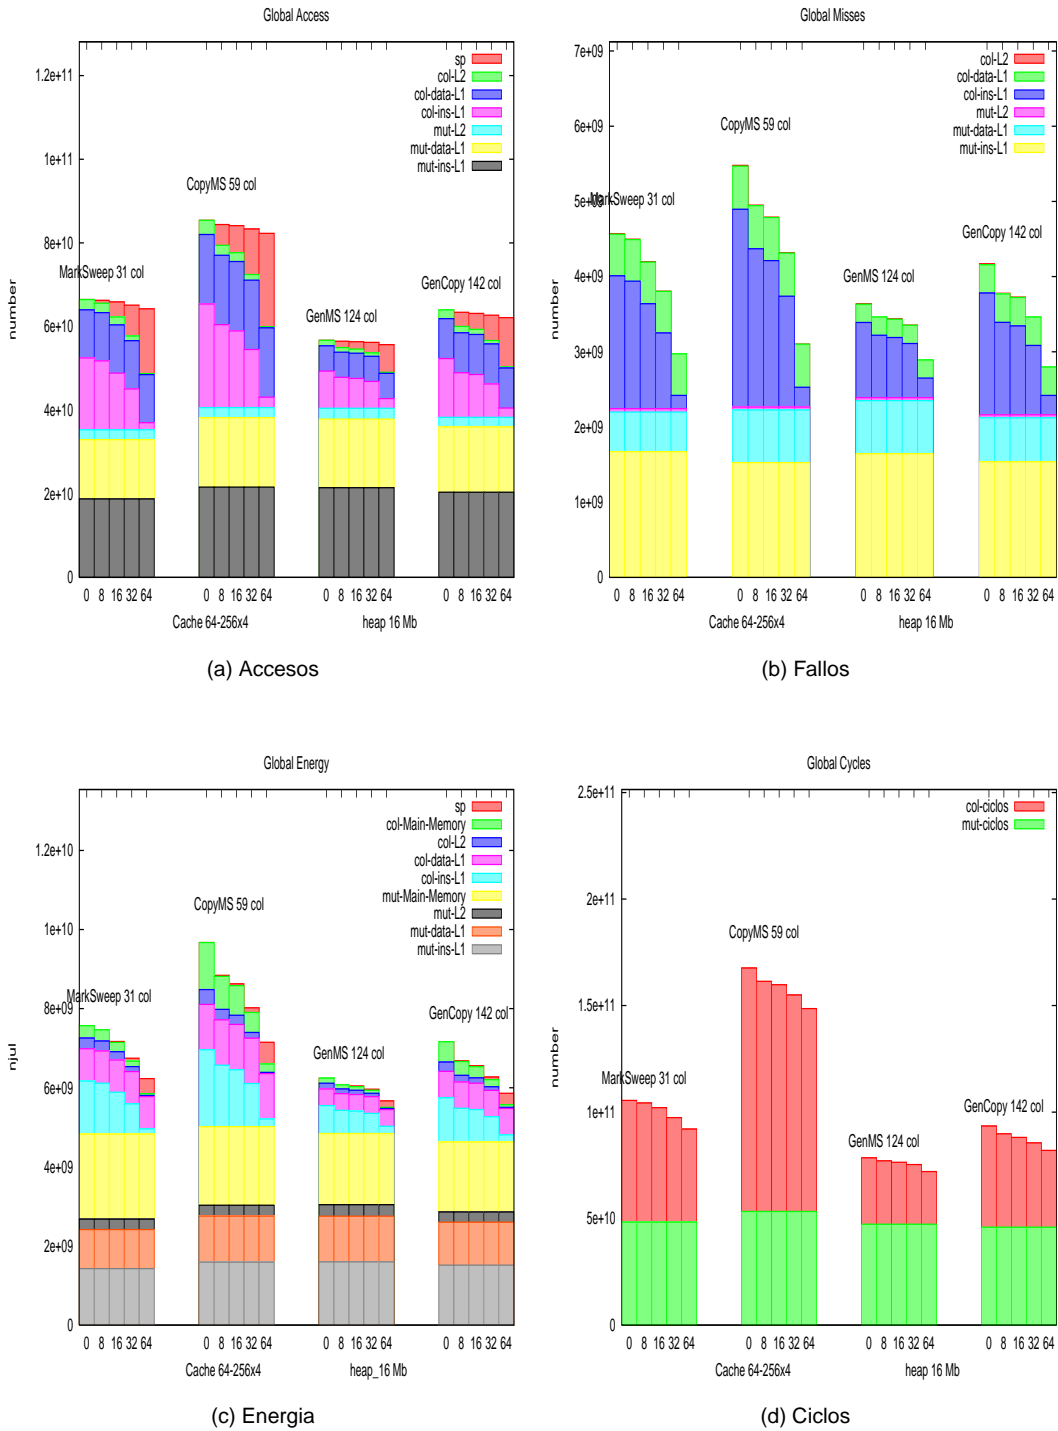 Global Access
number
1.2e+11
1e+11
8e+10
6e+10
4e+10
2e+10
0
sp
col-L2
col-data-L1
col-ins-L1
mut-L2
mut-data-L1
mut-ins-L1
MarkSweep 31 col
CopyMS 59 col
GenMS 124 col
GenCopy 142 col
0 8 16 32 64 0 8 16 32 64 0 8 16 32 64 0 8 16 32 64
Cache 64-256x4 heap 16 Mb
(a) Accesos
Global Misses
number
7e+09
6e+09
5e+09
4e+09
3e+09
2e+09
1e+09
0
col-L2
col-data-L1
col-ins-L1
mut-L2
mut-data-L1
mut-ins-L1
MarkSweep 31 col
CopyMS 59 col
GenMS 124 col
GenCopy 142 col
0 8 16 32 64 0 8 16 32 64 0 8 16 32 64 0 8 16 32 64
Cache 64-256x4 heap 16 Mb
(b) Fallos
Global Energy
njul
1.2e+10
1e+10
8e+09
6e+09
4e+09
2e+09
0
sp
col-Main-Memory
col-L2
col-data-L1
col-ins-L1
mut-Main-Memory
mut-L2
mut-data-L1
mut-ins-L1
MarkSweep 31 col
CopyMS 59 col
GenMS 124 col
GenCopy 142 col
0 8 16 32 64 0 8 16 32 64 0 8 16 32 64 0 8 16 32 64
Cache 64-256x4 heap_16 Mb
(c) Energia
Global Cycles
number
2.5e+11
2e+11
1.5e+11
1e+11
5e+10
0
col-ciclos
mut-ciclos
MarkSweep 31 col
CopyMS 59 col
GenMS 124 col
GenCopy 142 col
0 8 16 32 64 0 8 16 32 64 0 8 16 32 64 0 8 16 32 64
Cache 64-256x4 heap 16 Mb
(d) Ciclos